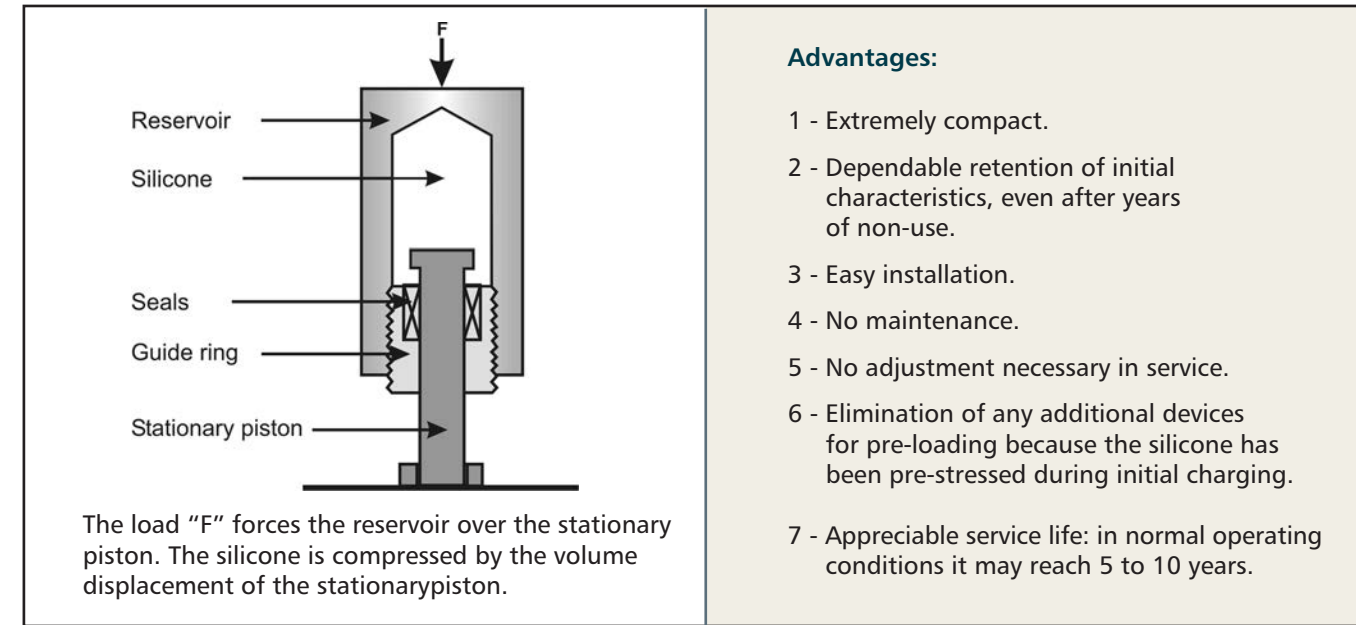 F
Reservoir
Silicone
Seals
Guide ring
Stationary piston
The load "F" forces the reservoir over the stationary
piston. The silicone is compressed by the volume
displacement of the stationarypiston.
Advantages:
1 - Extremely compact.
2 - Dependable retention of initial
characteristics, even after years
of non-use.
3 - Easy installation.
4 - No maintenance.
5 - No adjustment necessary in service.
6 - Elimination of any additional devices
for pre-loading because the silicone has
been pre-stressed during initial charging.
7 - Appreciable service life: in normal operating
conditions it may reach 5 to 10 years.